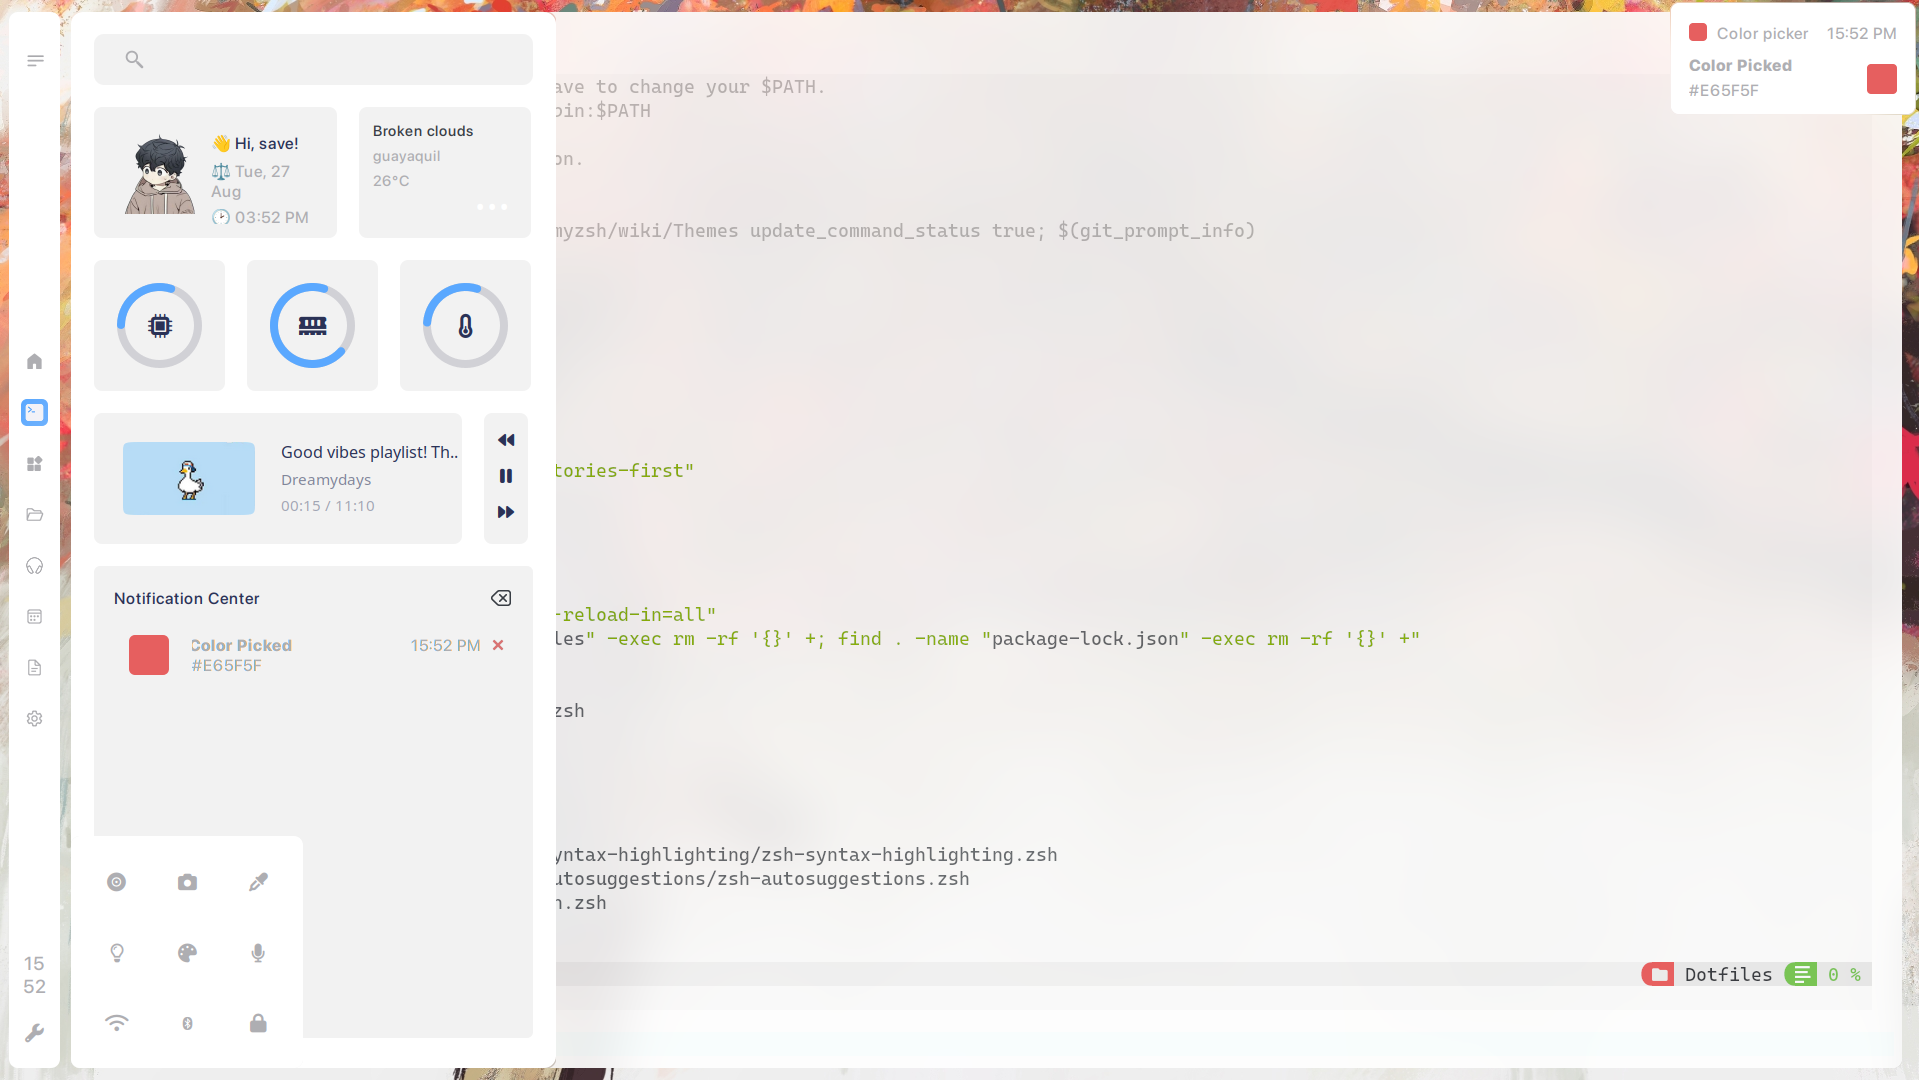 15
52
👋 Hi, save!
⚖️ Tue, 27
Aug
🕑 03:52 PM
Broken clouds
guayaquil
26°C
Good vibes playlist! Th..
Dreamydays
00:15 / 11:10
Notification Center
Color Picked
15:52 PM
#E65F5F
ave to change your $PATH.
bin:$PATH
on.
myzsh/wiki/Themes update_command_status true; $(git_prompt_info)
tories-first"
-reload-in=all"
les" -exec rm -rf '{}' +; find . -name "package-lock.json" -exec rm -rf '{}' +"
zsh
yntax-highlighting/zsh-syntax-highlighting.zsh
utosuggestions/zsh-autosuggestions.zsh
n.zsh
Dotfiles
0 %
Color picker
15:52 PM
Color Picked
#E65F5F